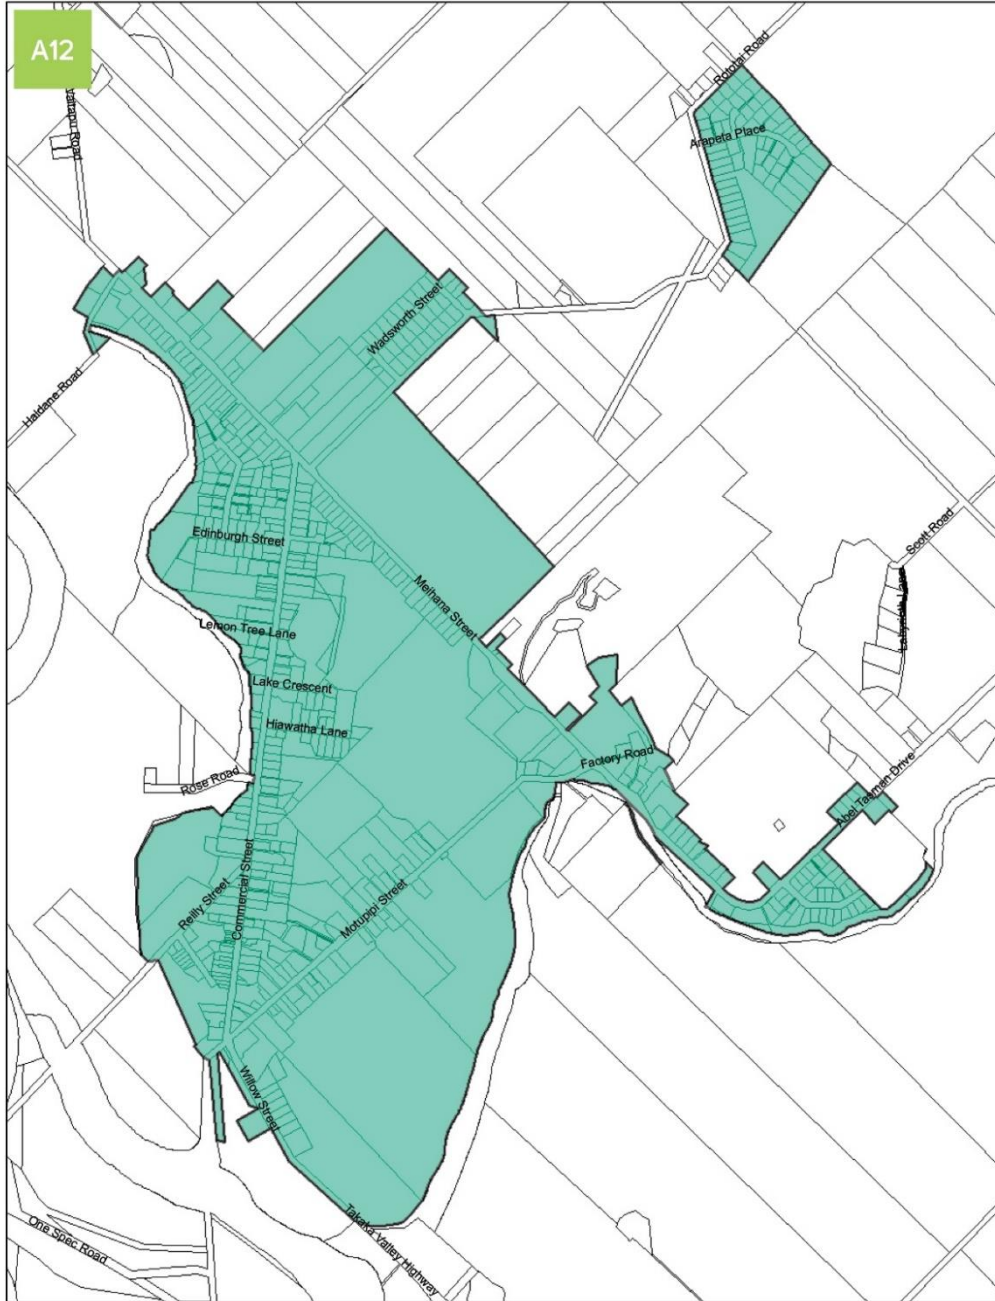 A12
Rototai Road
Arapeta Place
Wadsworth Street
Haldane Road
Edinburgh Street
Meihana Street
Scott Road
Lemon Tree Lane
Lake Crescent
Hiawatha Lane
Factory Road
Rose Road
Abel Tasman Drive
Commercial Street
Reilly Street
Motupipi Street
Willow Street
Takaka Valley Highway
One Spec Road